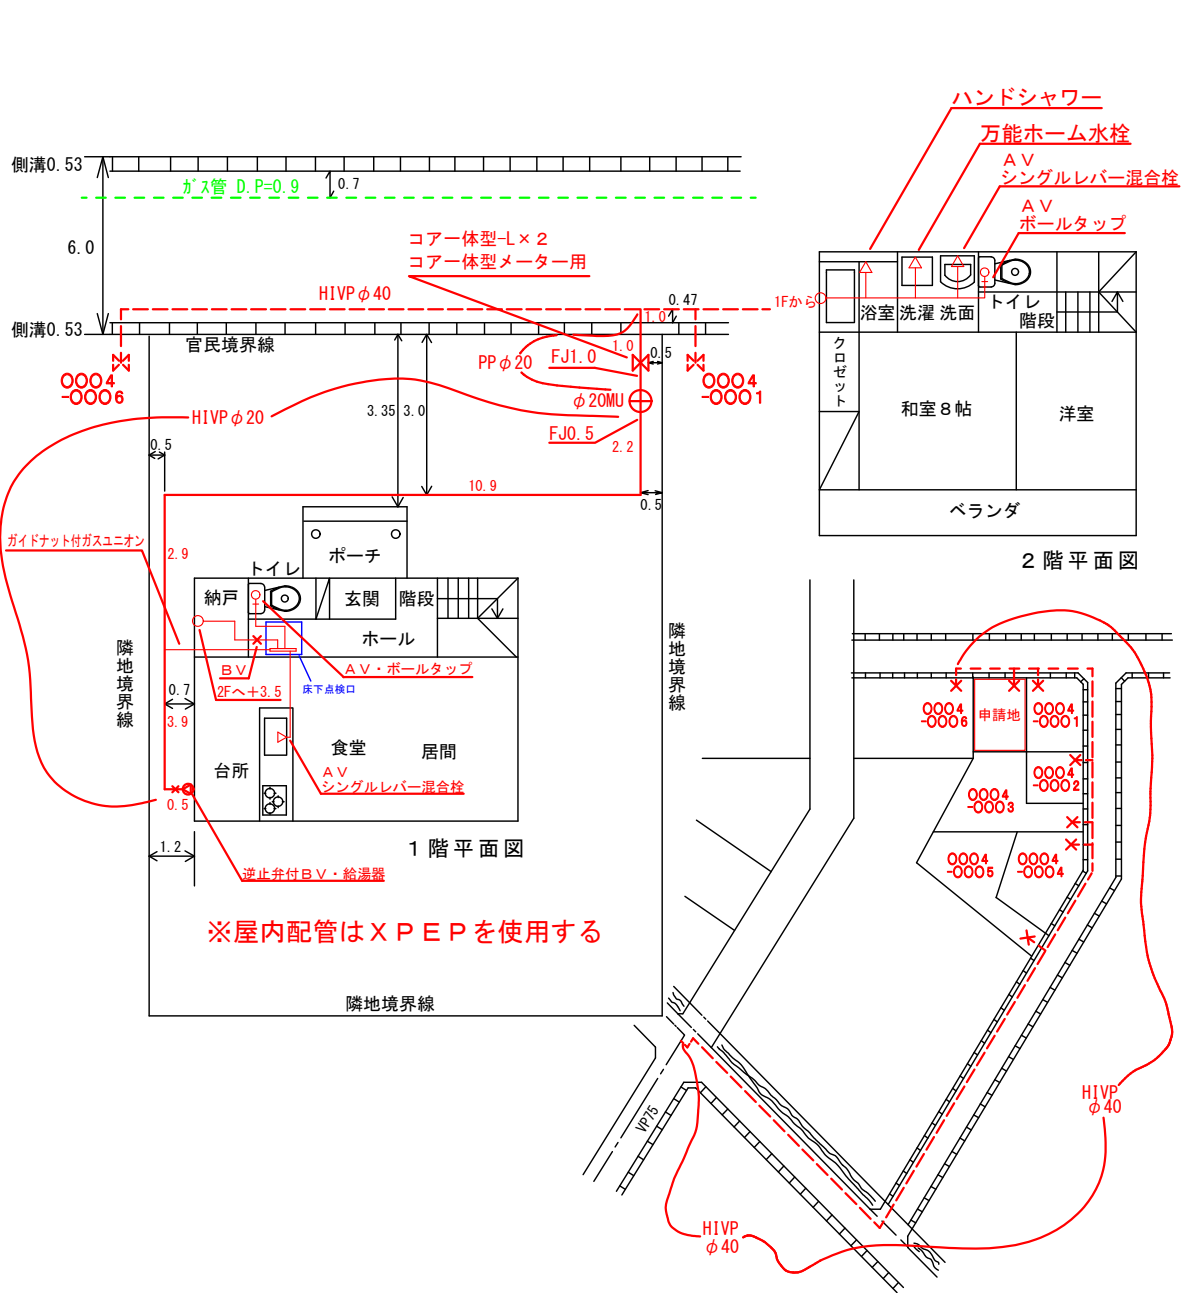 ハンドシャワー
万能ホーム水栓
ＡＶ
シングルレバー混合栓
ＡＶ
ボールタップ
側溝0.53
ガス管 D.P=0.9
0.7
6.0
コアー体型-L×2
コアー体型メーター用
HIVPφ40
0.47
1.0
1Fから
浴室
洗濯
洗面
トイレ
階段
側溝0.53
官民境界線
1.0
0.5
PPφ20
FJ1.0
0004
-0006
0004
-0001
クロゼット
φ20MU
3.35
3.0
HIVPφ20
和室８帖
洋室
FJ0.5
2.2
0.5
10.9
0.5
ベランダ
ガイドナット付ガスユニオン
2.9
ポーチ
２階平面図
トイレ
納戸
玄関
階段
ホール
隣地境界線
隣地境界線
ＢＶ
ＡＶ・ボールタップ
床下点検口
0.7
2Fへ＋3.5
3.9
0004
-0006
申請地
0004
-0001
食堂
居間
台所
ＡＶ
シングルレバー混合栓
0004
-0002
0004
-0003
0.5
1.2
１階平面図
0004
-0005
0004
-0004
逆止弁付ＢＶ・給湯器
※屋内配管はＸＰＥＰを使用する
隣地境界線
VP75
HIVP
φ40
HIVP
φ40